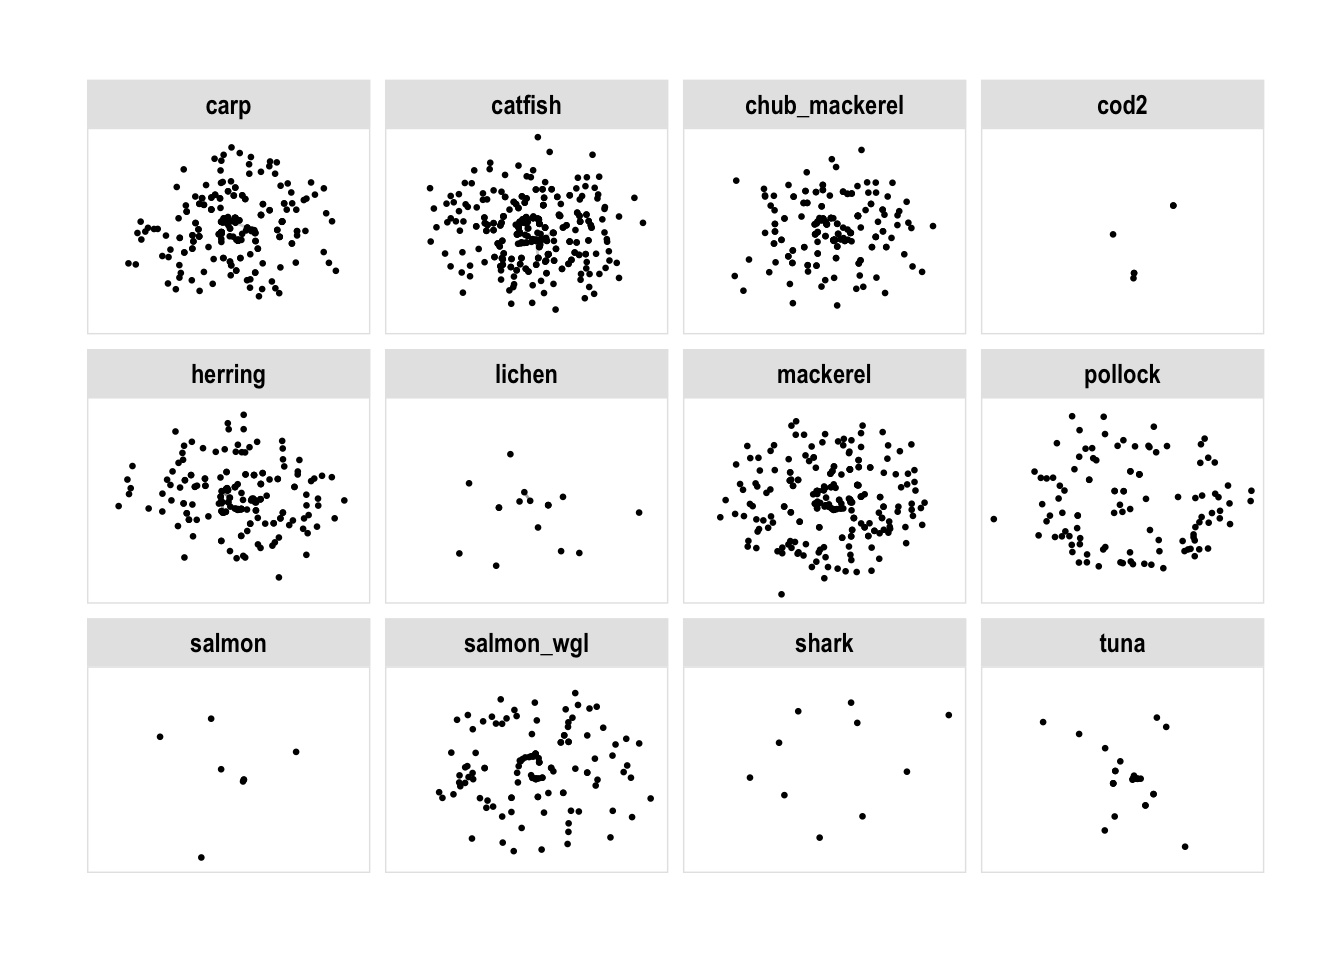 carp
catfish
chub_mackerel
cod2
herring
lichen
mackerel
pollock
salmon
salmon_wgl
shark
tuna